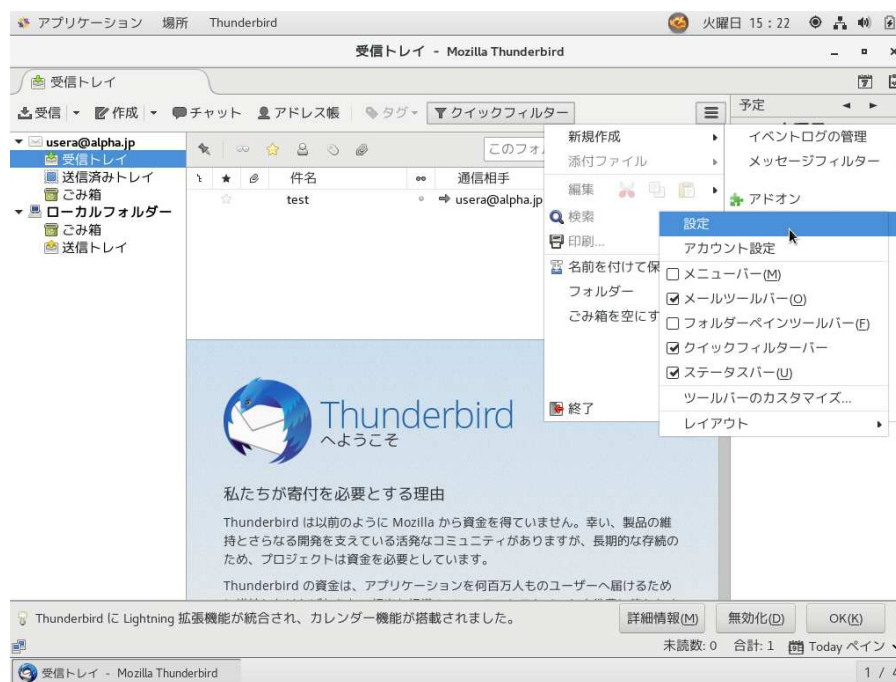 アプリケーション 場所 Thunderbird 火曜日 15：22
受信トレイ - Mozilla Thunderbird
受信トレイ
受信 作成 チャット アドレス帳 タグ クイックフィルター 予定
usera@alpha.jp
受信トレイ
送信済みトレイ
ごみ箱
ローカルフォルダー
ごみ箱
送信トレイ
このフォ
件名 通信相手
test usera@alpha.jp
新規作成
添付ファイル
編集
検索
印刷...
名前を付けて保
フォルダー
ごみ箱を空にす
終了
イベントログの管理
メッセージフィルター
アドオン
設定
アカウント設定
メニューバー(M)
メールツールバー(O)
フォルダーペインツールバー(F)
クイックフィルターバー
ステータスバー(U)
ツールバーのカスタマイズ...
レイアウト
Thunderbird
へようこそ
私たちが寄付を必要とする理由
Thunderbird は以前のように Mozilla から資金を得ていません。幸い、製品の維
持とさらなる開発を支えている活発なコミュニティがありますが、長期的な存続の
ため、プロジェクトは資金を必要としています。
Thunderbird の資金は、アプリケーションを何百万人ものユーザーへ届けるため
Thunderbird に Lightning 拡張機能が統合され、カレンダー機能が搭載されました。 詳細情報(M) 無効化(D) OK(K)
未読数: 0 合計: 1 Today ペイン
受信トレイ - Mozilla Thunderbird 1 / 4